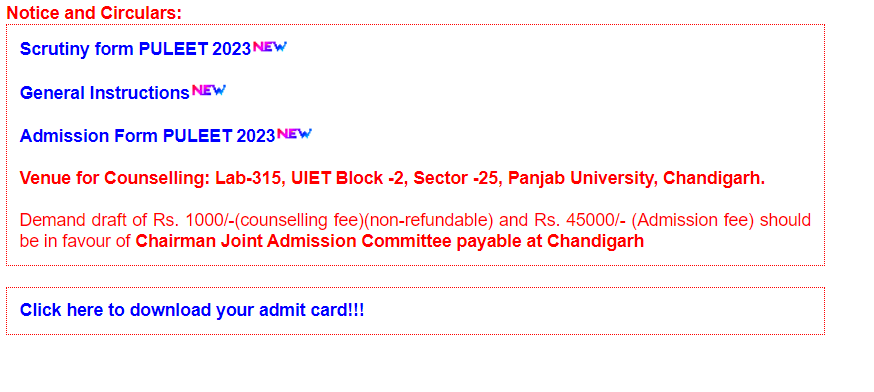 Notice and Circulars:
Scrutiny form PULEET 2023 NEW
General Instructions NEW
Admission Form PULEET 2023 NEW
Venue for Counselling: Lab-315, UIET Block -2, Sector -25, Panjab University, Chandigarh.
Demand draft of Rs. 1000/-(counselling fee)(non-refundable) and Rs. 45000/- (Admission fee) should
be in favour of Chairman Joint Admission Committee payable at Chandigarh
Click here to download your admit card!!!